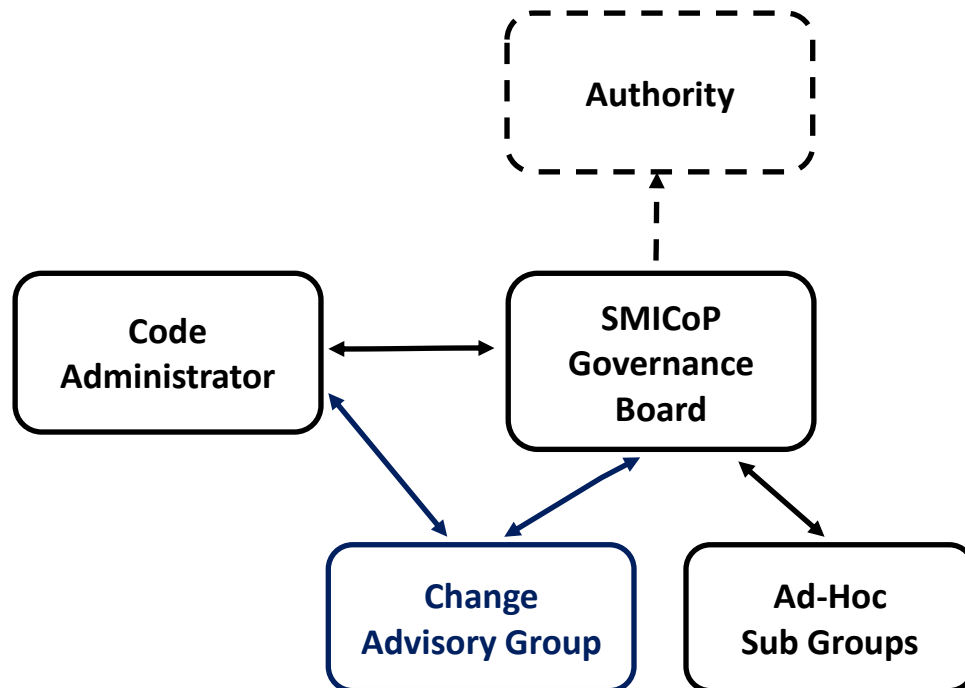 Authority
Code
Administrator
SMICoP
Governance
Board
Change
Advisory Group
Ad-Hoc
Sub Groups